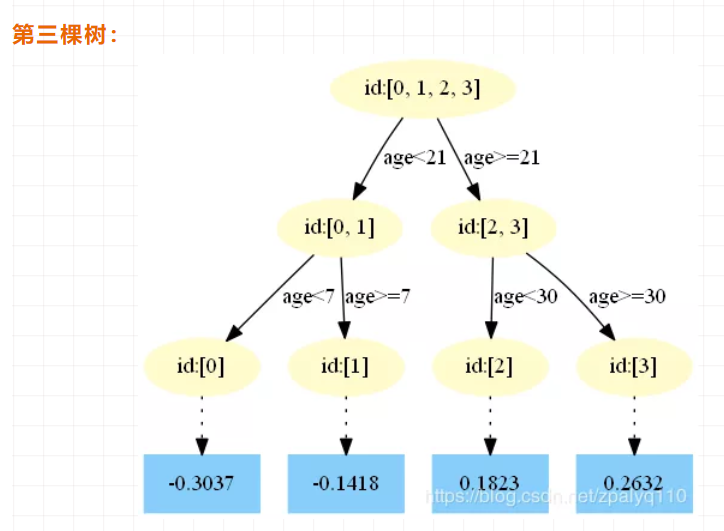 第三棵树：
id:[0, 1, 2, 3]
age<21
age>=21
id:[0, 1]
id:[2, 3]
age<7
age>=7
age<30
age>=30
id:[0]
id:[1]
id:[2]
id:[3]
-0.3037
-0.1418
0.1823
0.2632
https://blog.csdn.net/zpalyq110